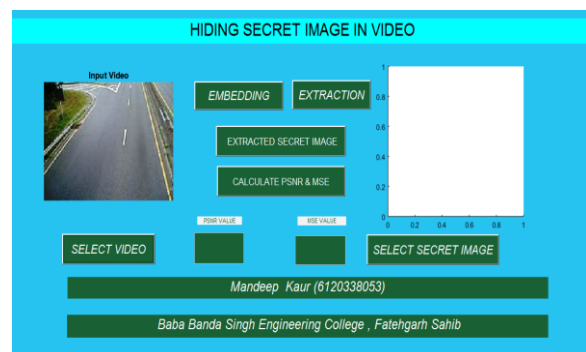 HIDING SECRET IMAGE IN VIDEO
Input Video
EMBEDDING
EXTRACTION
EXTRACTED SECRET IMAGE
CALCULATE PSNR & MSE
1
0.8
0.6
0.4
0.2
0
0 0.2 0.4 0.6 0.8 1
PSNR VALUE
MSE VALUE
SELECT VIDEO
SELECT SECRET IMAGE
Mandeep Kaur (6120338053)
Baba Banda Singh Engineering College , Fatehgarh Sahib